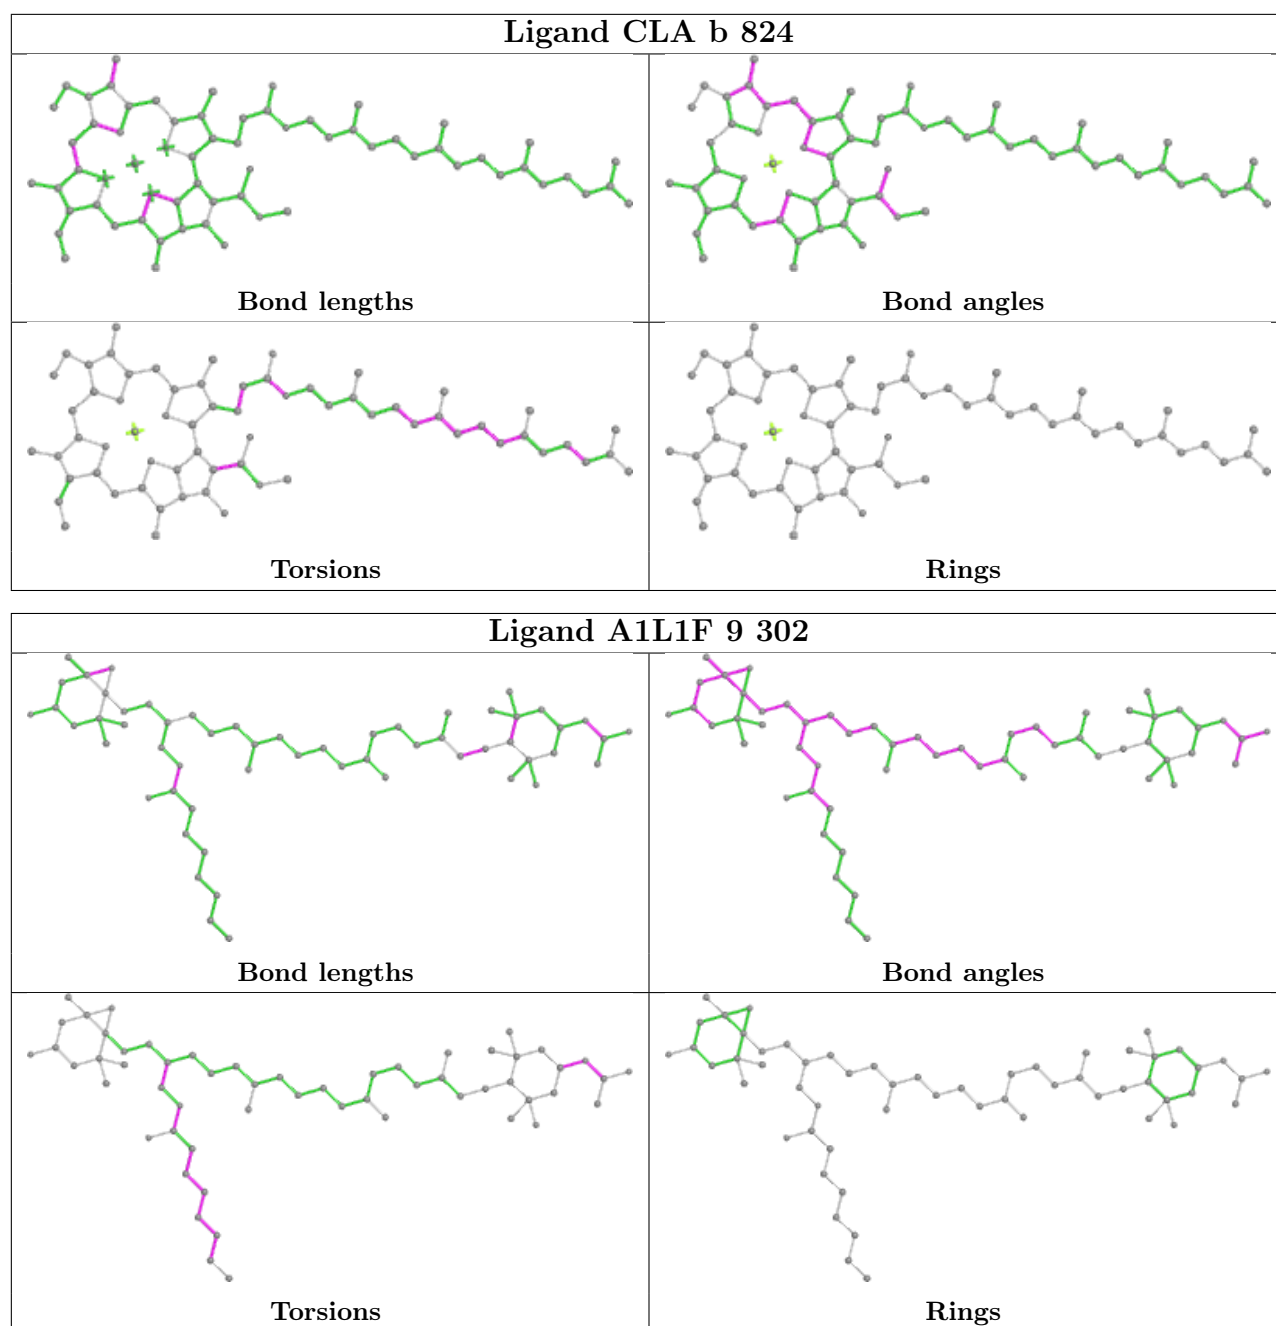 Ligand CLA b 824
Bond lengths
Bond angles
Torsions
Rings
Ligand A1L1F 9 302
Bond lengths
Bond angles
Torsions
Rings